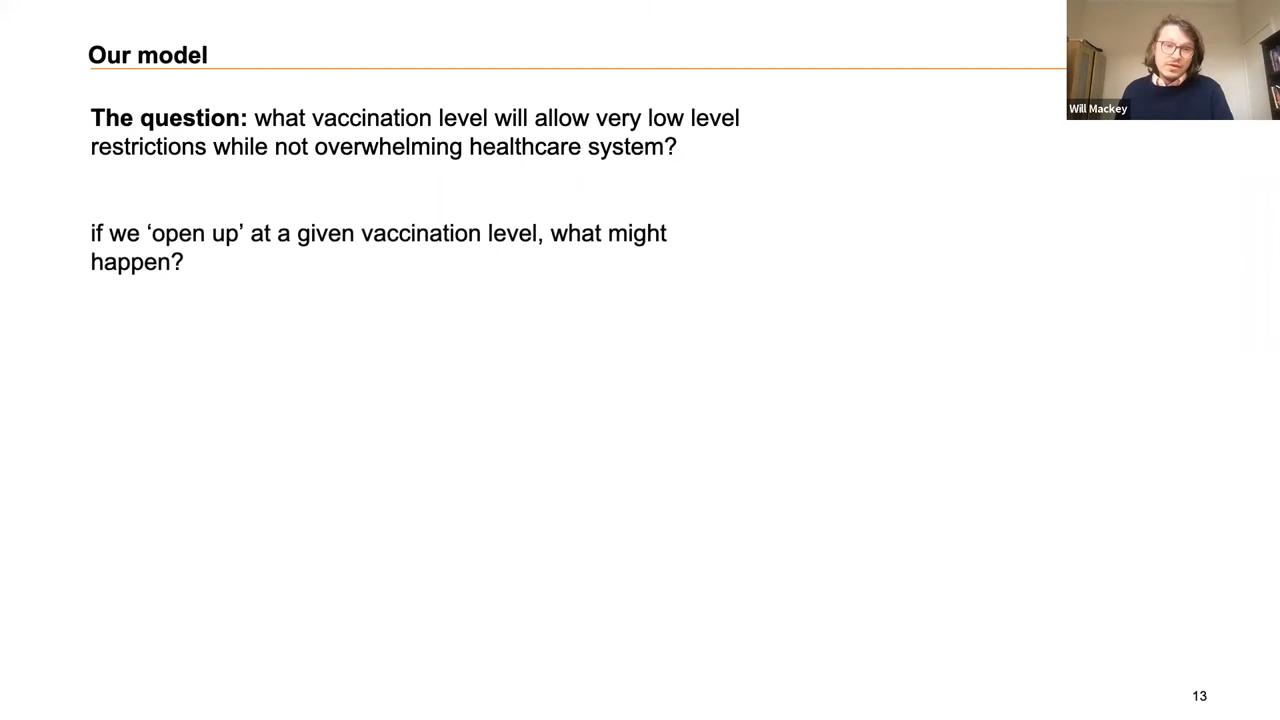 Our model
Will Mackey
The question: what vaccination level will allow very low level
restrictions while not overwhelming healthcare system?
if we ‘open up’ at a given vaccination level, what might
happen?
13